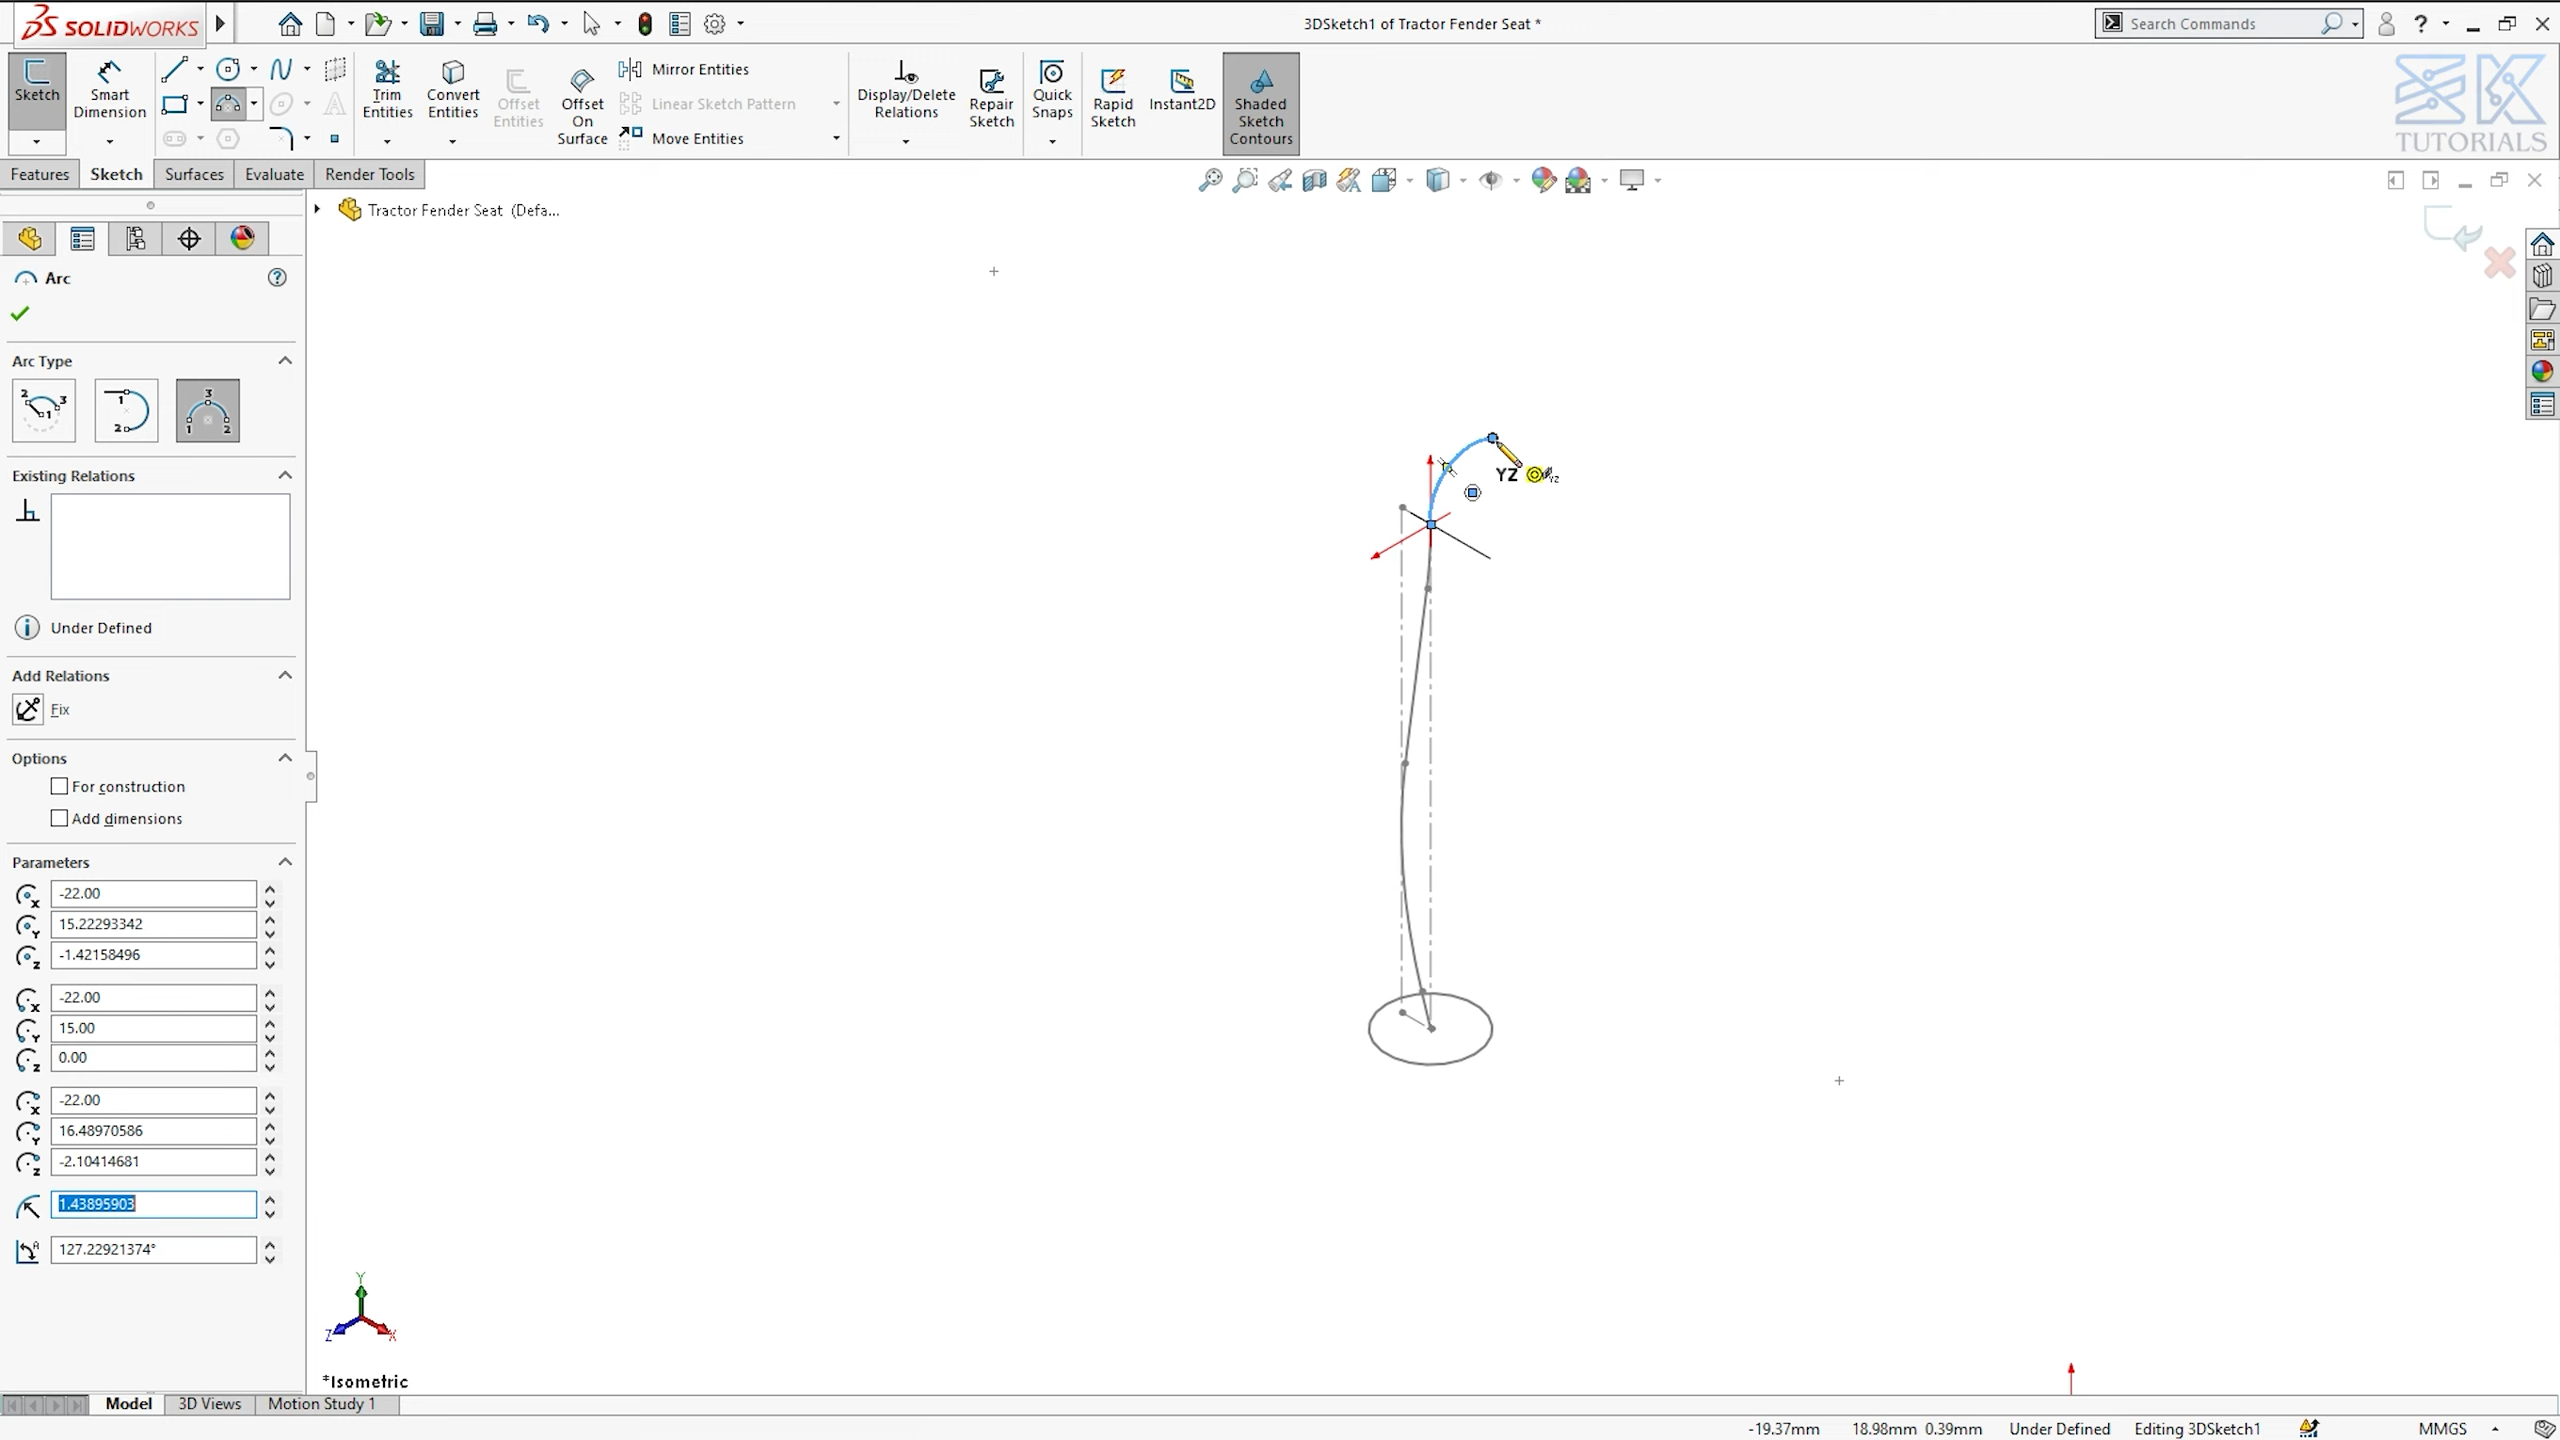 SOLIDWORKS
3DSketch1 of Tractor Fender Seat *
Search Commands
?
Sketch
Smart Dimension
Trim Entities
Convert Entities
Offset Entities
Offset On Surface
Mirror Entities
Linear Sketch Pattern
Move Entities
Display/Delete Relations
Repair Sketch
Quick Snaps
Rapid Sketch
Instant2D
Shaded Sketch Contours
TUTORIALS
Features
Sketch
Surfaces
Evaluate
Render Tools
Tractor Fender Seat (Defa...
Arc
Arc Type
Existing Relations
Under Defined
Add Relations
Fix
Options
For construction
Add dimensions
Parameters
-22.00
15.22293342
-1.42158496
-22.00
15.00
0.00
-22.00
16.48970586
-2.10414681
1.43895903
127.22921374°
YZ
Y
Z
X
*Isometric
Model
3D Views
Motion Study 1
-19.37mm
18.98mm 0.39mm
Under Defined
Editing 3DSketch1
MMGS